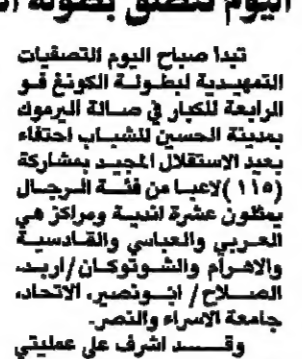 اليوم تنطلق بطولة
تبدأ صباح اليوم التصفيات
التمهيدية لبطولة الكونغ فو
الرابعة للكبار في صالة اليرموك
بمدينة الحسين للشباب احتفاء
بعيد الاستقلال المجيد بمشاركة
(١١٥) لاعبا من فئة الرجال
يمثلون عشرة اندية ومراكز هي
العربي والعباسي والقادسية
والاهرام والشوتوكان/اربد،
الصلاح/ ابونصير، الاتحاد،
جامعة الاسراء والنصر.
وقد اشرف على عمليتي